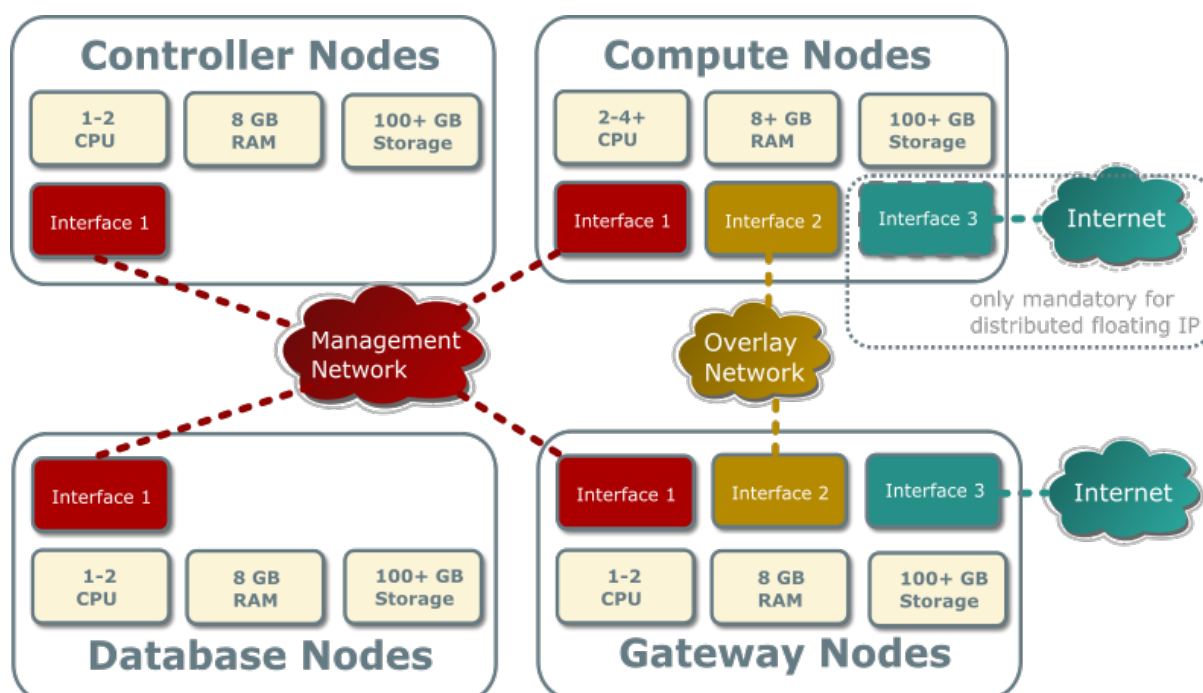 Controller Nodes
1-2
CPU
8 GB
RAM
100+ GB
Storage
Interface 1
Compute Nodes
2-4+
CPU
8+ GB
RAM
100+ GB
Storage
Interface 1
Interface 2
Interface 3
Internet
only mandatory for
distributed floating IP
Management
Network
Overlay
Network
Interface 1
1-2
CPU
8 GB
RAM
100+ GB
Storage
Database Nodes
Interface 1
Interface 2
Interface 3
Internet
1-2
CPU
8 GB
RAM
100+ GB
Storage
Gateway Nodes